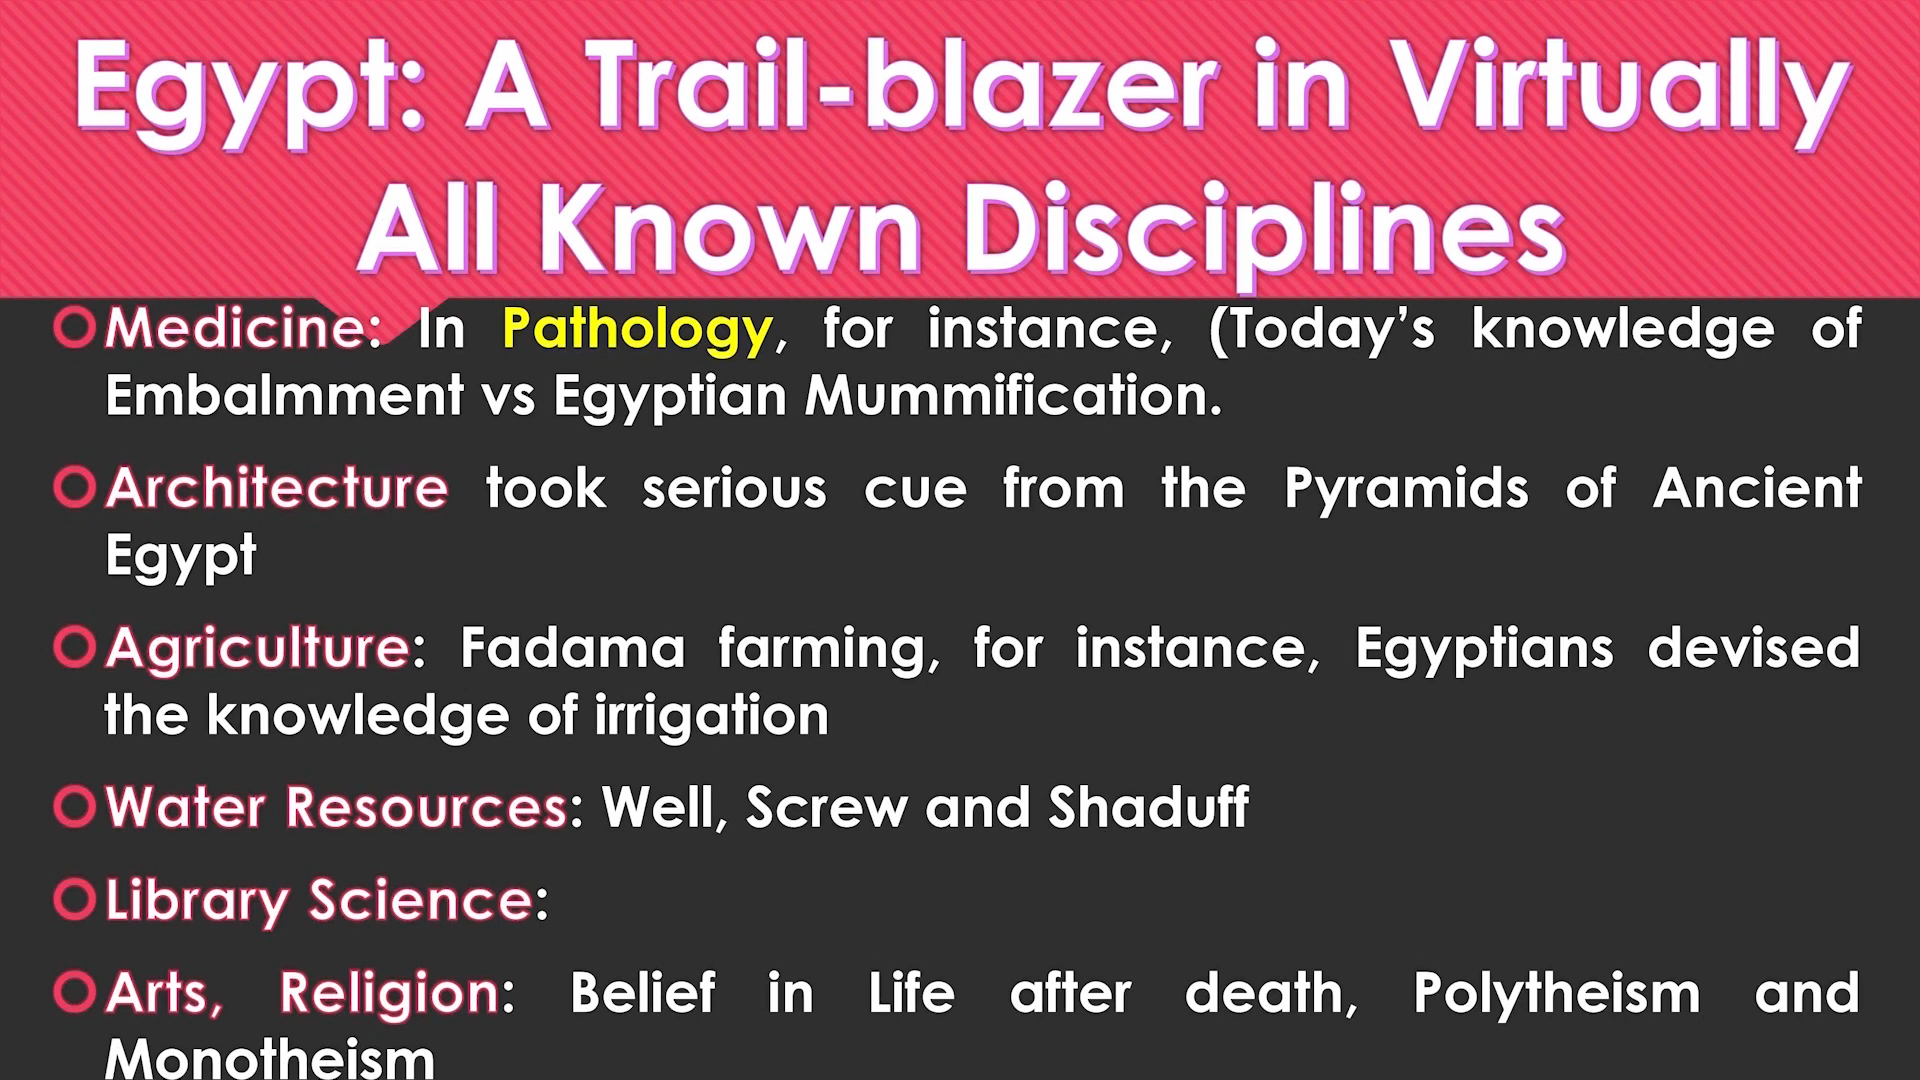 Egypt: A Trail-blazer in Virtually
All Known Disciplines
Medicine: In Pathology, for instance, (Today’s knowledge of
Embalmment vs Egyptian Mummification.
Architecture took serious cue from the Pyramids of Ancient
Egypt
Agriculture: Fadama farming, for instance, Egyptians devised
the knowledge of irrigation
Water Resources: Well, Screw and Shaduff
Library Science:
Arts, Religion: Belief in Life after death, Polytheism and
Monotheism